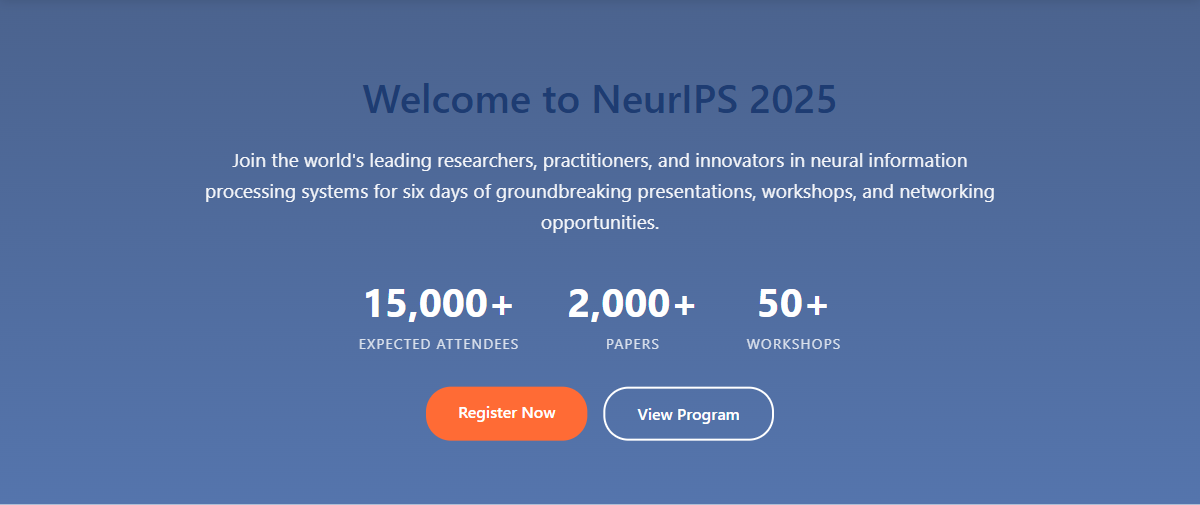 Welcome to NeurIPS 2025
Join the world's leading researchers, practitioners, and innovators in neural information
processing systems for six days of groundbreaking presentations, workshops, and networking
opportunities.
15,000+ 2,000+ 50+
EXPECTED ATTENDEES PAPERS WORKSHOPS
Register Now View Program